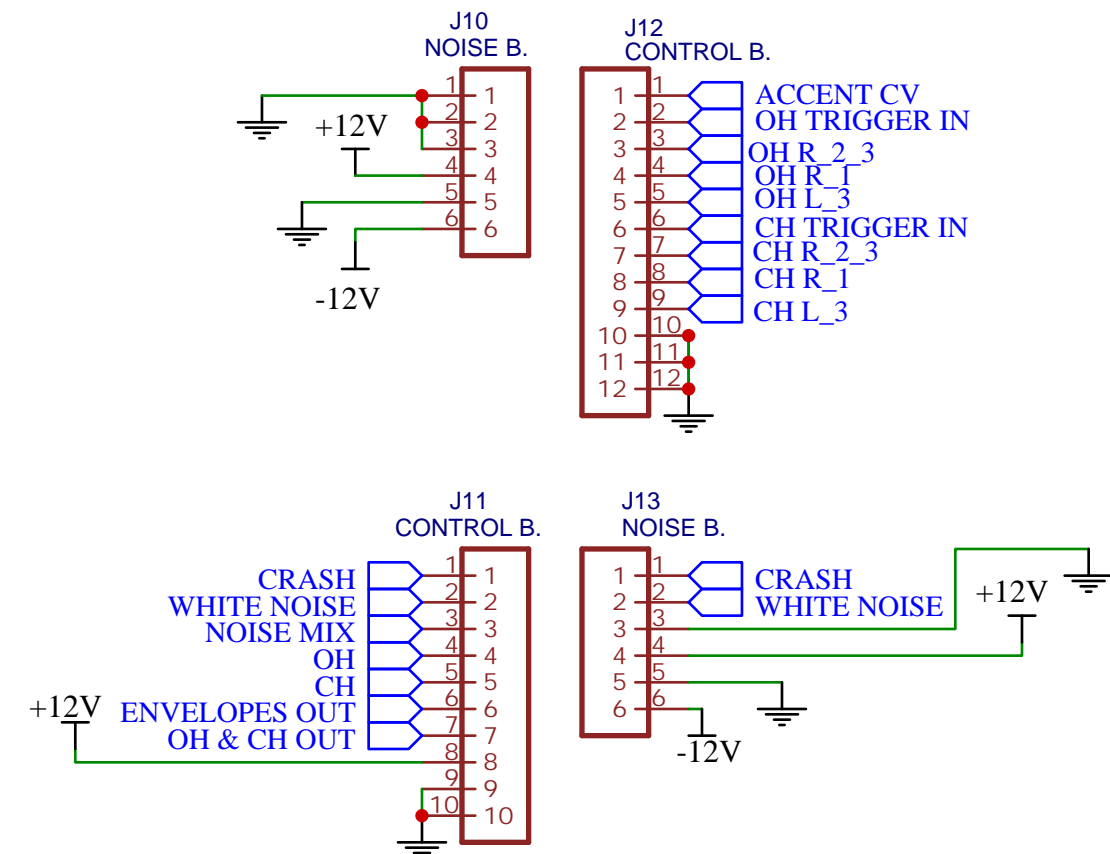 J10
NOISE B.
1 1
2 2
3 3
4 4
5 5
6 6
+12V
-12V
J12
CONTROL B.
1 1 ACCENT CV
2 2 OH TRIGGER IN
3 3 OH R_2_3
4 4 OH R_1
5 5 OH L_3
6 6 CH TRIGGER IN
7 7 CH R_2_3
8 8 CH R_1
9 9 CH L_3
10 10
11 11
12 12
J11
CONTROL B.
CRASH 1 1
WHITE NOISE 2 2
NOISE MIX 3 3
OH 4 4
CH 5 5
ENVELOPES OUT 6 6
OH & CH OUT 7 7
+12V 8 8
9 9
10 10
J13
NOISE B.
1 1 CRASH
2 2 WHITE NOISE
3 3
4 4 +12V
5 5
6 6 -12V